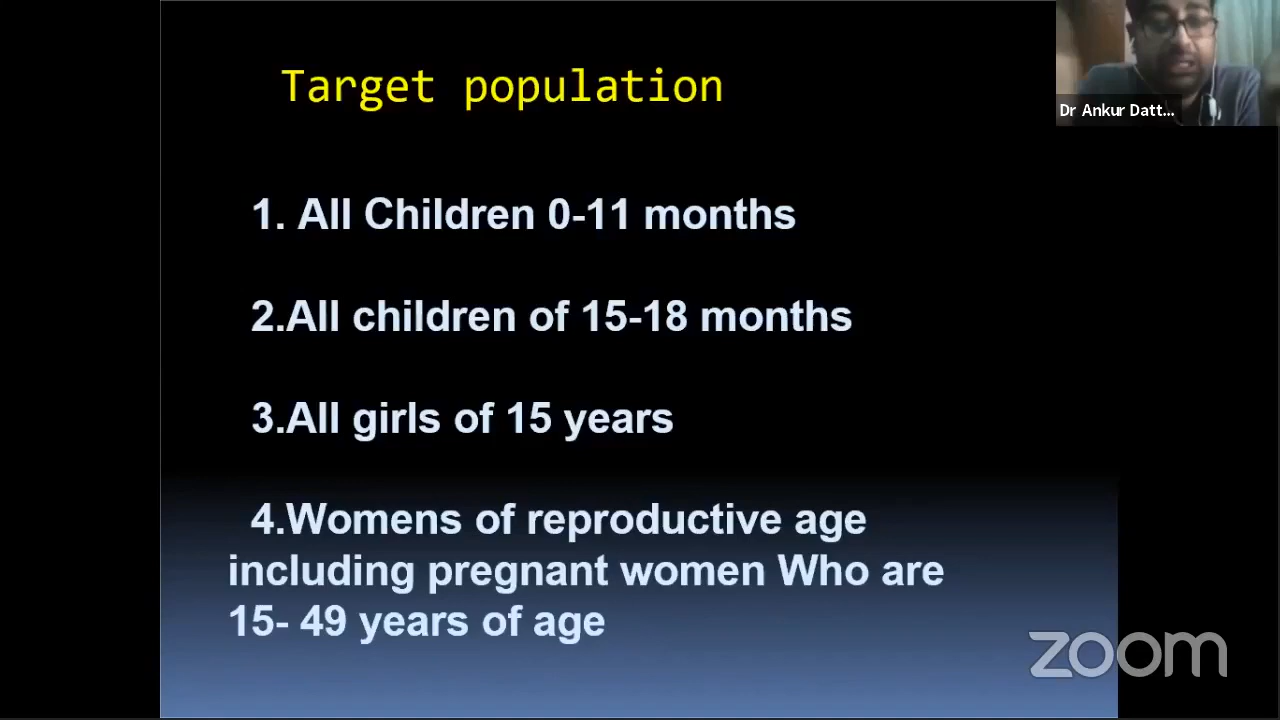 Target population
Dr Ankur Datt...
1. All Children 0-11 months
2.All children of 15-18 months
3.All girls of 15 years
4.Womens of reproductive age
including pregnant women Who are
15- 49 years of age
zoom